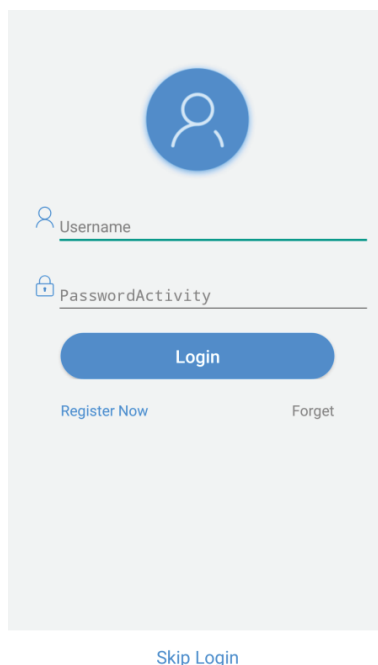 Username
PasswordActivity
Login
Register Now Forget
Skip Login